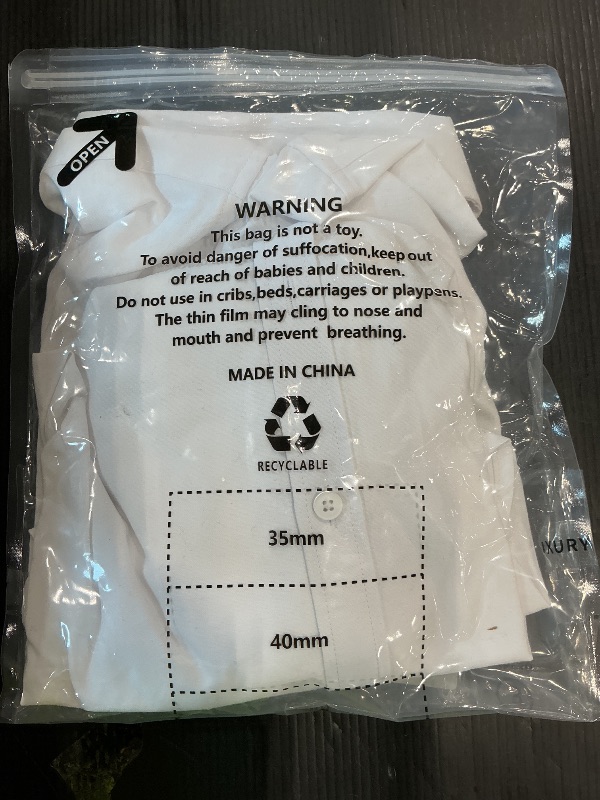 OPEN
WARNING
This bag is not a toy.
To avoid danger of suffocation,keep out
of reach of babies and children.
Do not use in cribs,beds,carriages or playpens.
The thin film may cling to nose and
mouth and prevent breathing.
MADE IN CHINA
RECYCLABLE
35mm
40mm